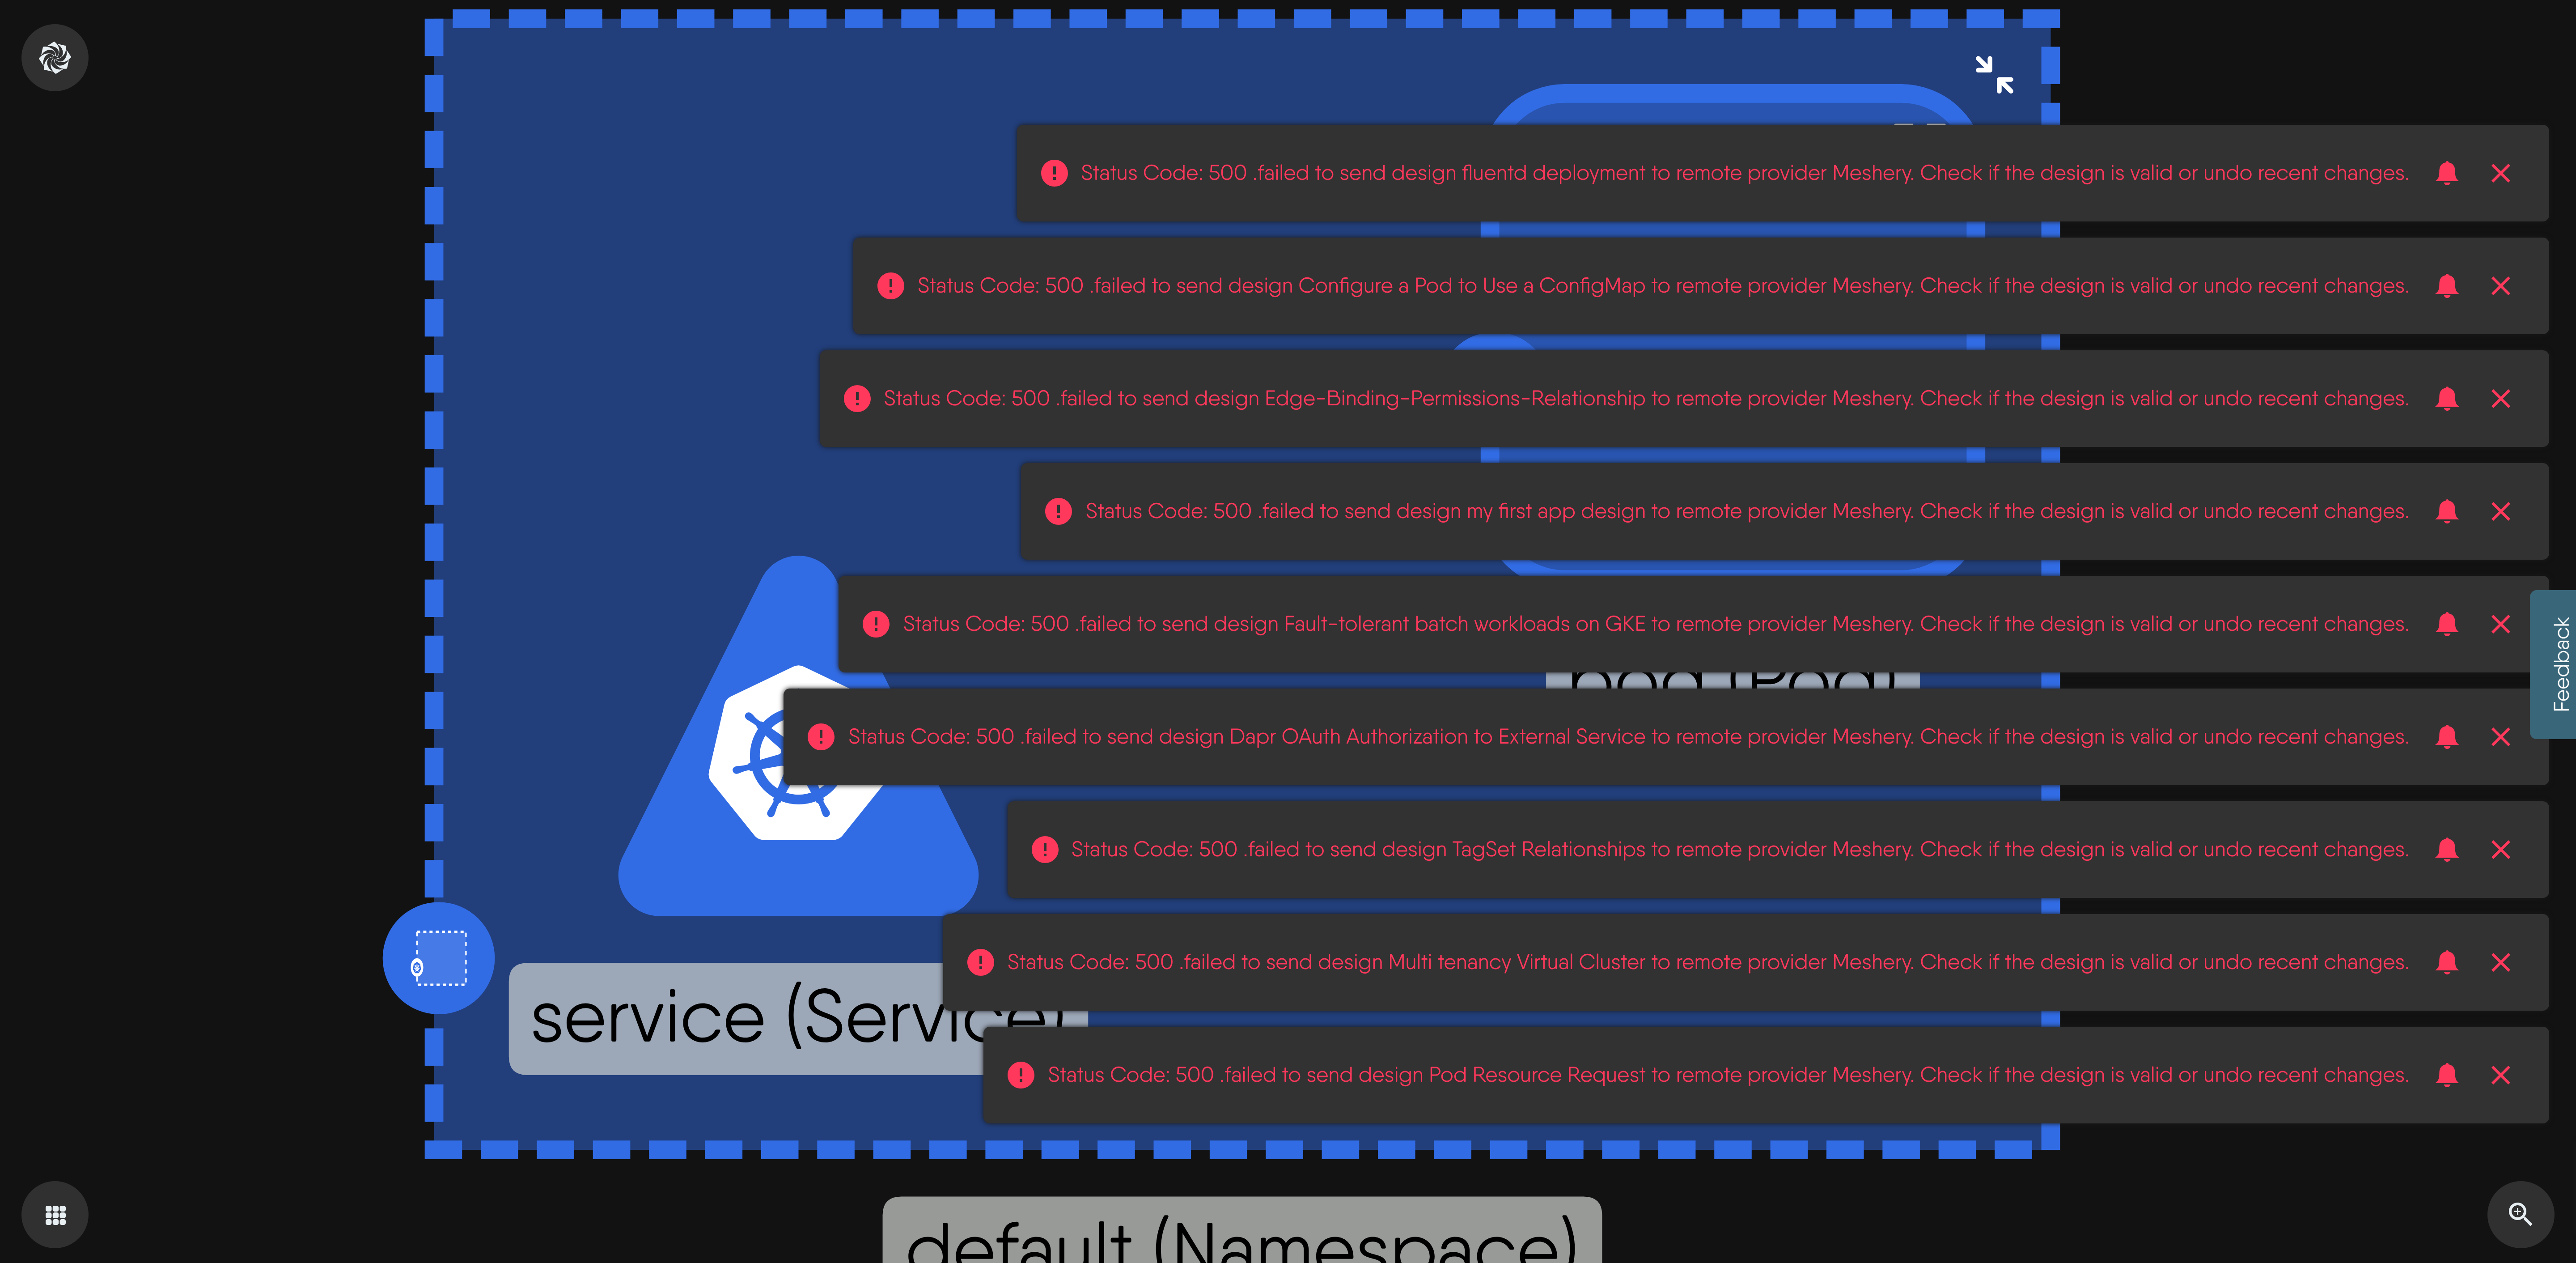 Status Code: 500 .failed to send design fluentd deployment to remote provider Meshery. Check if the design is valid or undo recent changes.
Status Code: 500 .failed to send design Configure a Pod to Use a ConfigMap to remote provider Meshery. Check if the design is valid or undo recent changes.
Status Code: 500 .failed to send design Edge-Binding-Permissions-Relationship to remote provider Meshery. Check if the design is valid or undo recent changes.
Status Code: 500 .failed to send design my first app design to remote provider Meshery. Check if the design is valid or undo recent changes.
Status Code: 500 .failed to send design Fault-tolerant batch workloads on GKE to remote provider Meshery. Check if the design is valid or undo recent changes.
Feedback
pod (Pod)
Status Code: 500 .failed to send design Dapr OAuth Authorization to External Service to remote provider Meshery. Check if the design is valid or undo recent changes.
Status Code: 500 .failed to send design TagSet Relationships to remote provider Meshery. Check if the design is valid or undo recent changes.
Status Code: 500 .failed to send design Multi tenancy Virtual Cluster to remote provider Meshery. Check if the design is valid or undo recent changes.
service (Service)
Status Code: 500 .failed to send design Pod Resource Request to remote provider Meshery. Check if the design is valid or undo recent changes.
default (Namespace)